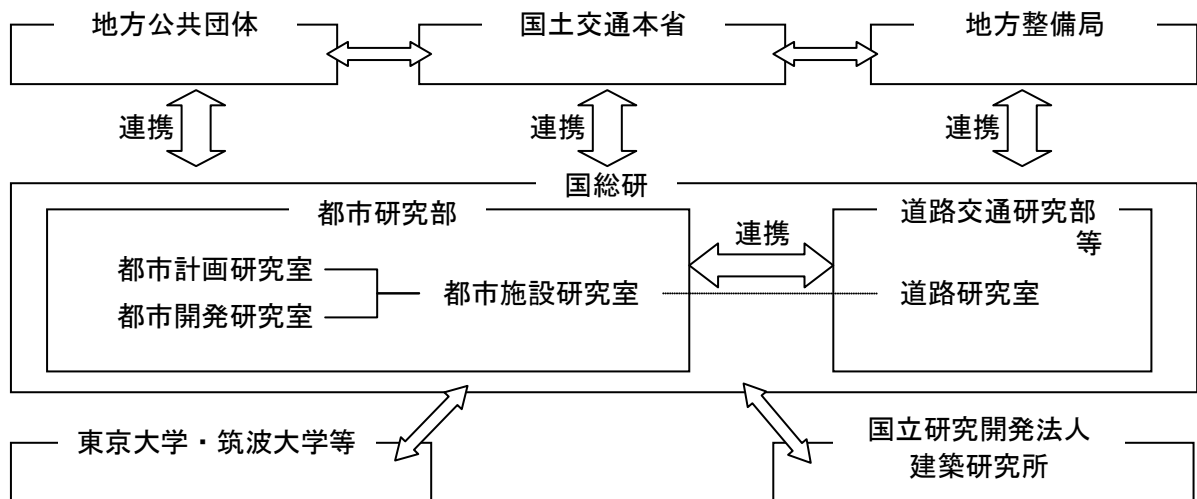 地方公共団体
国土交通本省
地方整備局
連携
連携
連携
国総研
都市研究部
道路交通研究部
等
連携
都市計画研究室
都市開発研究室
都市施設研究室
道路研究室
東京大学・筑波大学等
国立研究開発法人
建築研究所